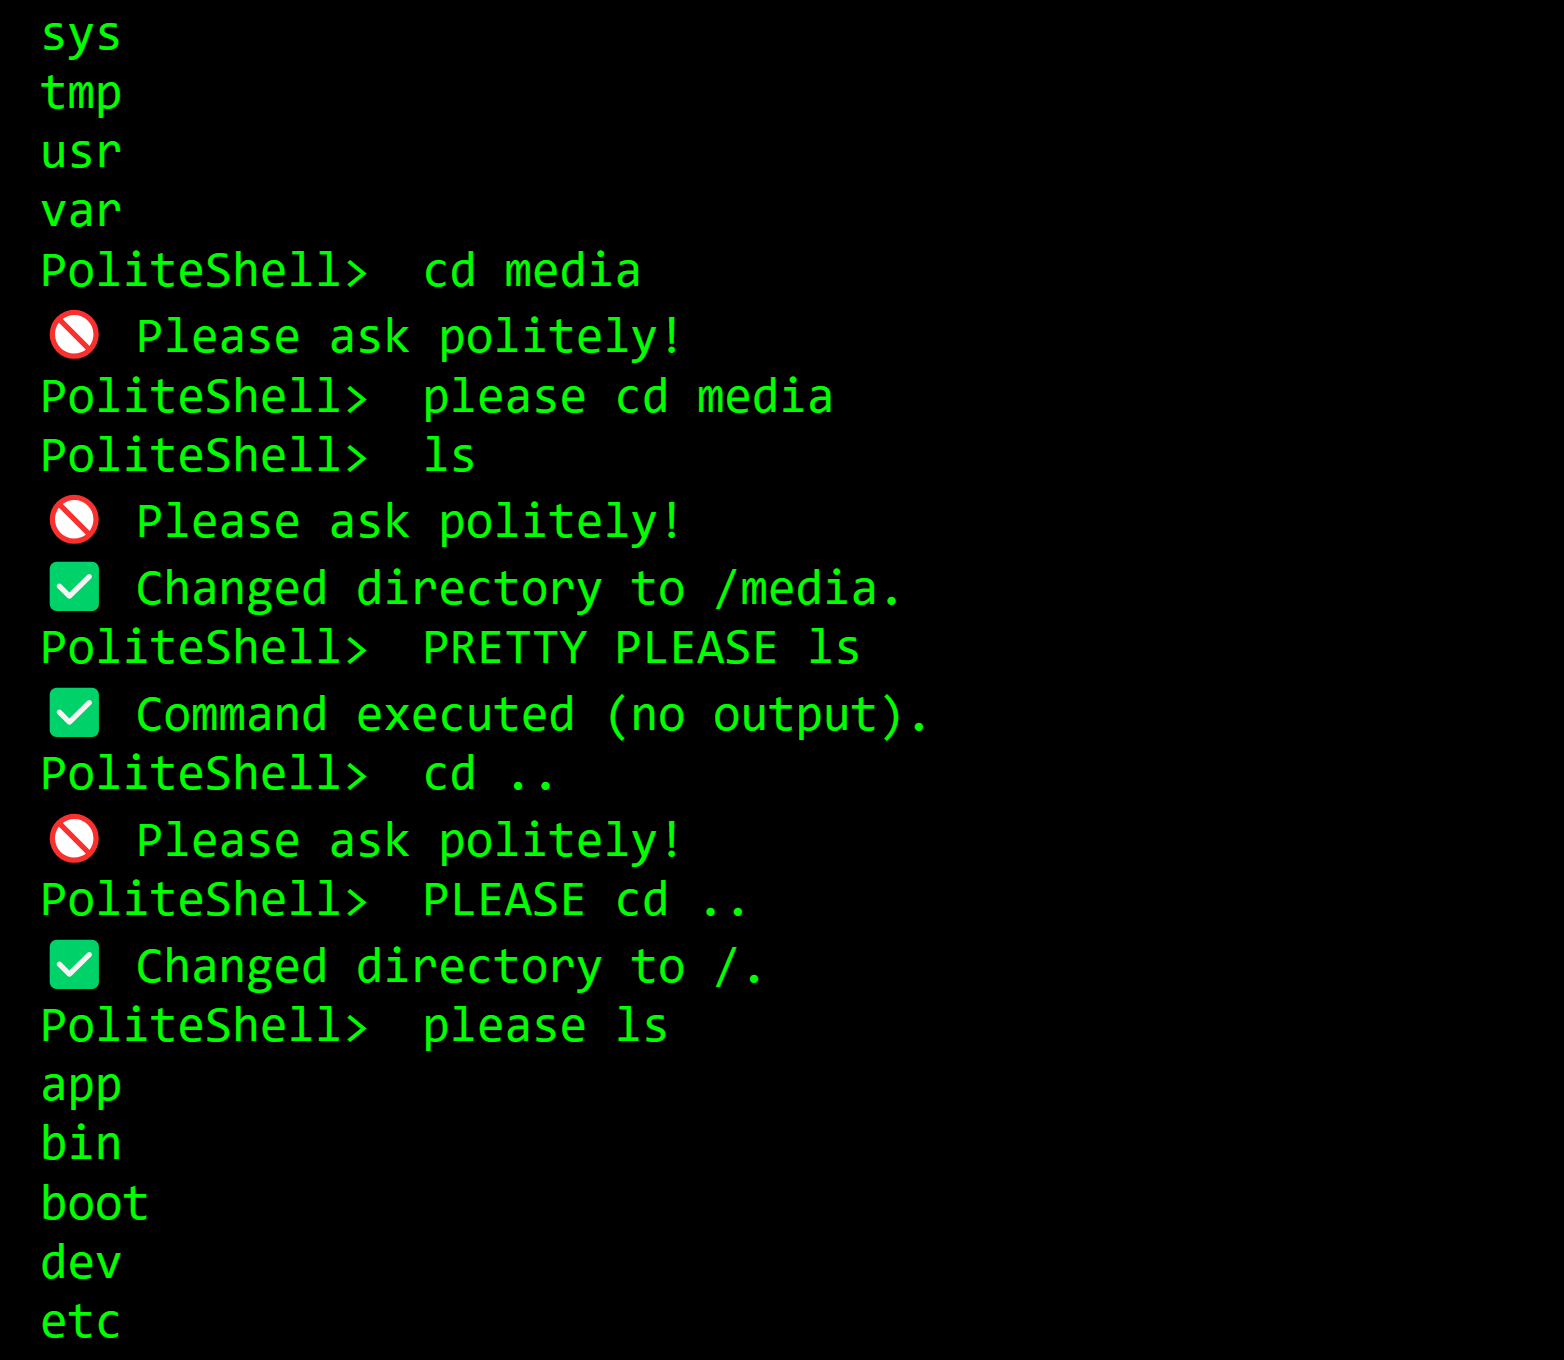 sys
tmp
usr
var
PoliteShell>  cd media
🚫 Please ask politely!
PoliteShell>  please cd media
PoliteShell>  ls
🚫 Please ask politely!
✅ Changed directory to /media.
PoliteShell>  PRETTY PLEASE ls
✅ Command executed (no output).
PoliteShell>  cd ..
🚫 Please ask politely!
PoliteShell>  PLEASE cd ..
✅ Changed directory to /.
PoliteShell>  please ls
app
bin
boot
dev
etc